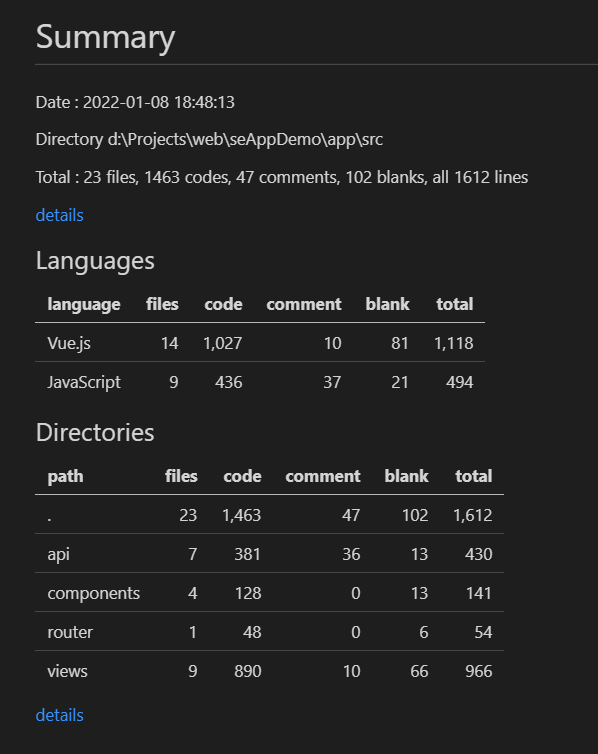 Summary
Date : 2022-01-08 18:48:13
Directory d:\Projects\web\seAppDemo\app\src
Total : 23 files, 1463 codes, 47 comments, 102 blanks, all 1612 lines
details
Languages
language files code comment blank total
Vue.js 14 1,027 10 81 1,118
JavaScript 9 436 37 21 494
Directories
path files code comment blank total
. 23 1,463 47 102 1,612
api 7 381 36 13 430
components 4 128 0 13 141
router 1 48 0 6 54
views 9 890 10 66 966
details